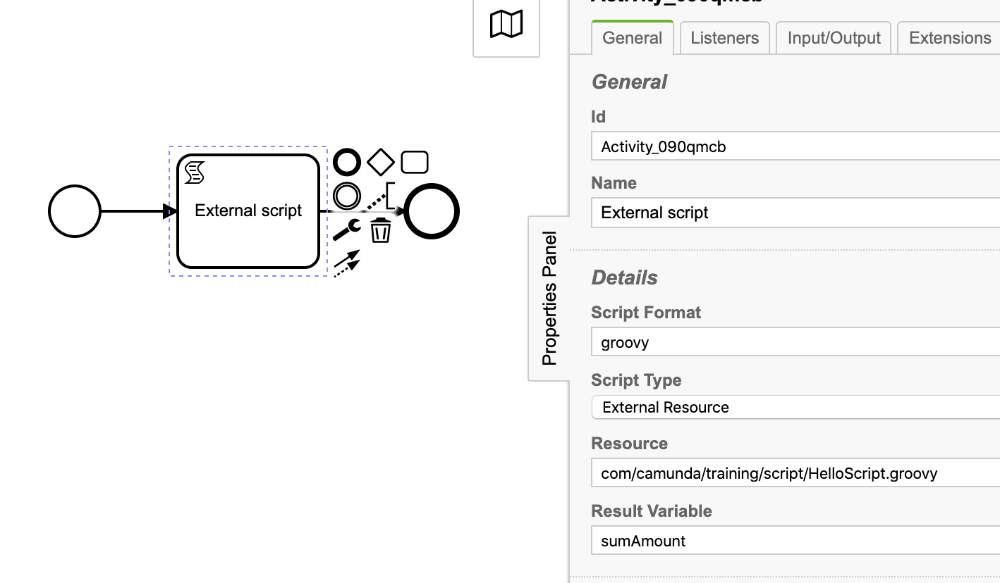 Activity_090qmcb
General
Listeners
Input/Output
Extensions
General
Id
Activity_090qmcb
Name
External script
External script
Properties Panel
Details
Script Format
groovy
Script Type
External Resource
Resource
com/camunda/training/script/HelloScript.groovy
Result Variable
sumAmount